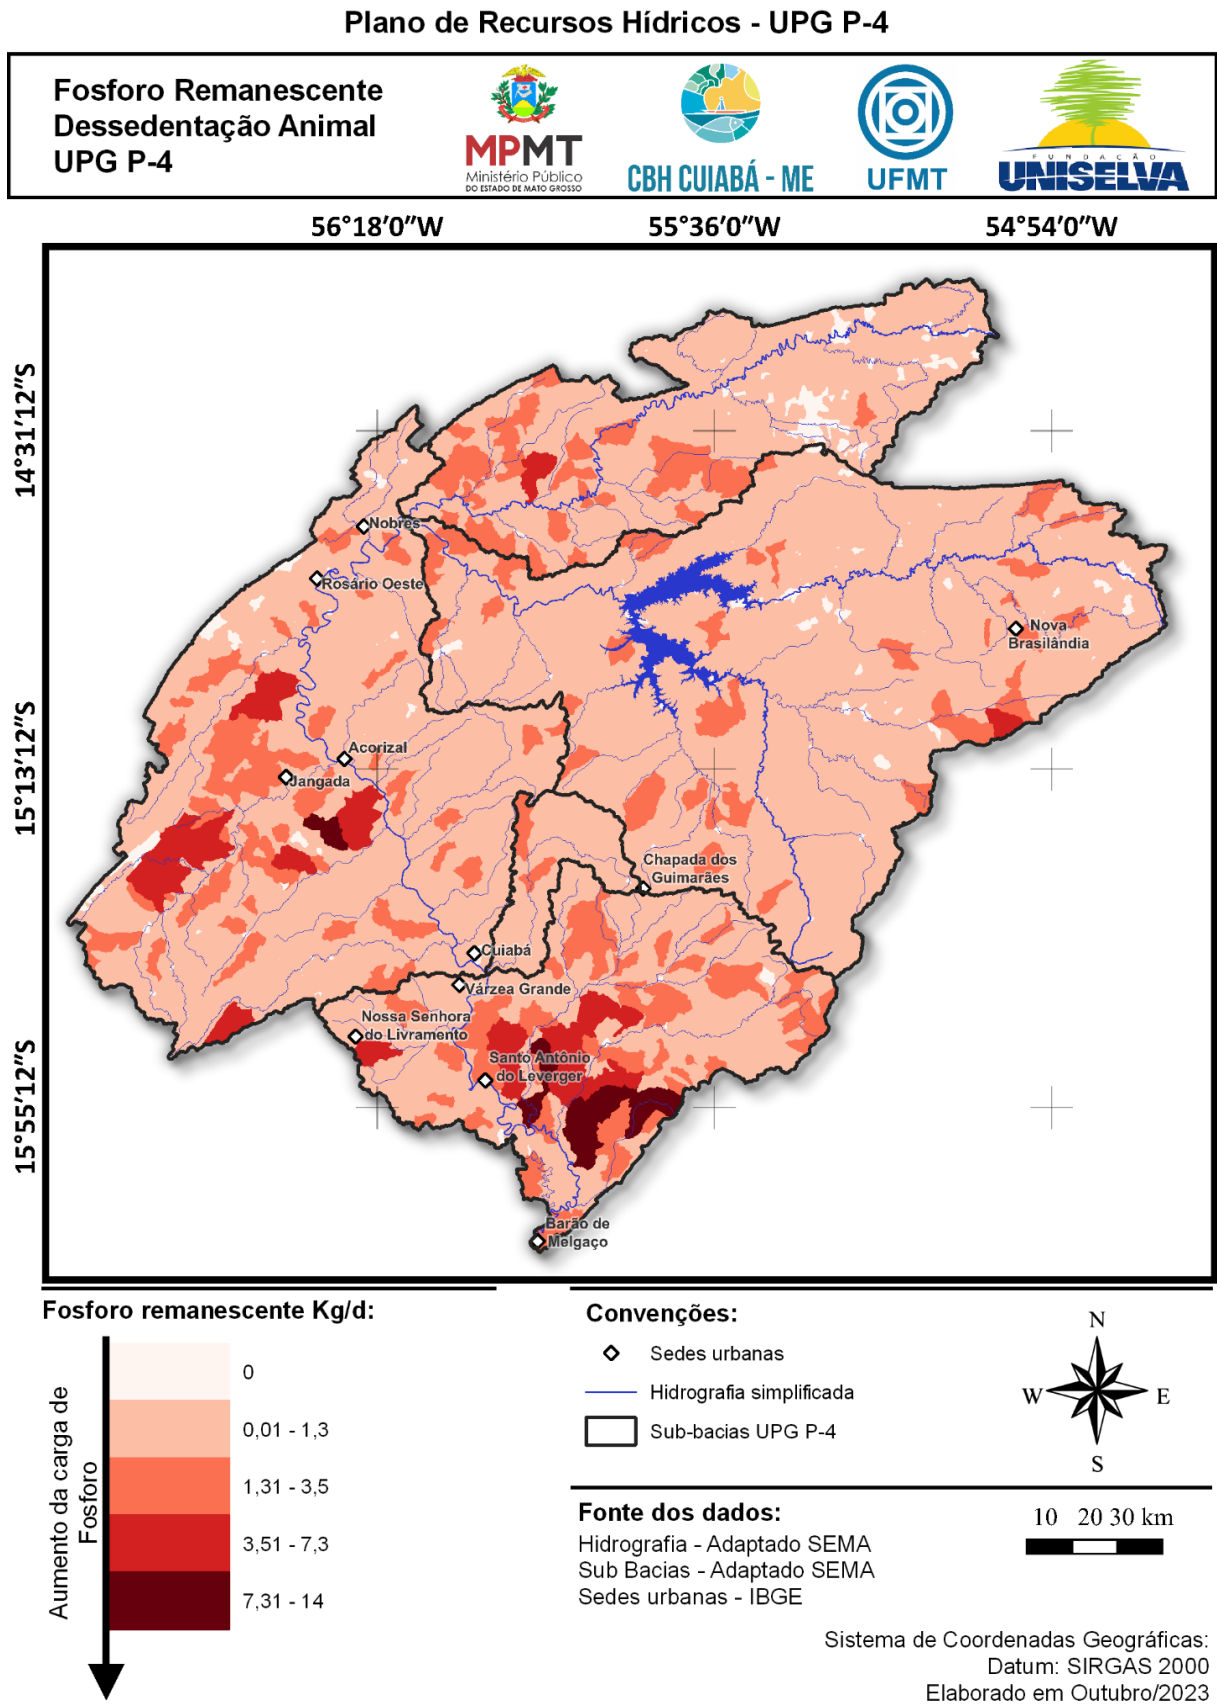 Plano de Recursos Hídricos - UPG P-4
Fosforo Remanescente
Dessedentação Animal
UPG P-4
MPMT
Ministério Público
DO ESTADO DE MATO GROSSO
CBH CUIABÁ - ME
UFMT
FUNDAÇÃO
UNISELVA
56°18'0"W
55°36'0"W
54°54'0"W
14°31'12"S
15°13'12"S
15°55'12"S
Nobres
Rosário Oeste
Nova
Brasilândia
Acorizal
Jangada
Chapada dos
Guimarães
Cuiabá
Várzea Grande
Nossa Senhora
do Livramento
Santo Antônio
do Leverger
Barão de
Melgaço
Fosforo remanescente Kg/d:
Aumento da carga de
Fosforo
0
0,01 - 1,3
1,31 - 3,5
3,51 - 7,3
7,31 - 14
Convenções:
Sedes urbanas
Hidrografia simplificada
Sub-bacias UPG P-4
N
W
E
S
Fonte dos dados:
Hidrografia - Adaptado SEMA
Sub Bacias - Adaptado SEMA
Sedes urbanas - IBGE
10 20 30 km
Sistema de Coordenadas Geográficas:
Datum: SIRGAS 2000
Elaborado em Outubro/2023